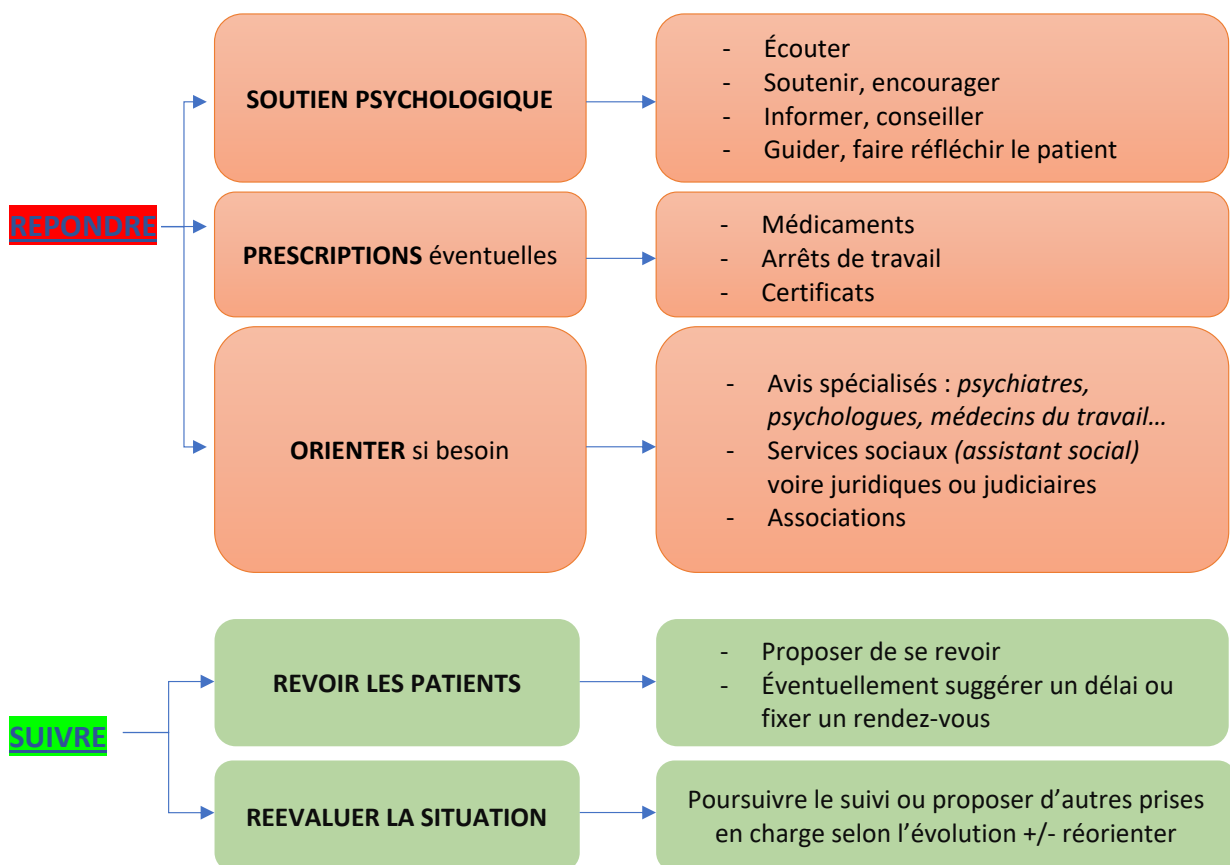 REPONDRE
SOUTIEN PSYCHOLOGIQUE
- Écouter
- Soutenir, encourager
- Informer, conseiller
- Guider, faire réfléchir le patient
PRESCRIPTIONS éventuelles
- Médicaments
- Arrêts de travail
- Certificats
ORIENTER si besoin
- Avis spécialisés : psychiatres,
psychologues, médecins du travail…
- Services sociaux (assistant social)
voire juridiques ou judiciaires
- Associations
SUIVRE
REVOIR LES PATIENTS
- Proposer de se revoir
- Éventuellement suggérer un délai ou
fixer un rendez-vous
REEVALUER LA SITUATION
Poursuivre le suivi ou proposer d’autres prises
en charge selon l’évolution +/- réorienter